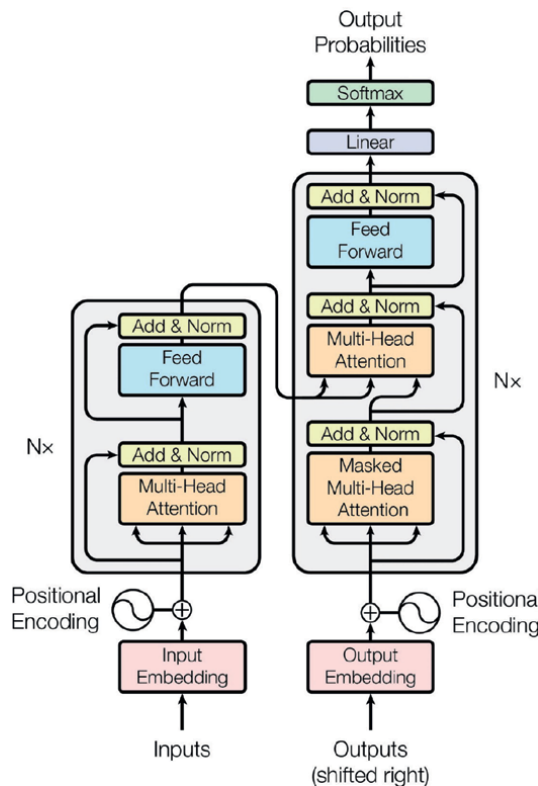 Output
Probabilities
Softmax
Linear
Add & Norm
Feed
Forward
Add & Norm
Multi-Head
Attention
Nx
Add & Norm
Masked
Multi-Head
Attention
Add & Norm
Feed
Forward
Nx
Add & Norm
Multi-Head
Attention
Positional
Encoding
Positional
Encoding
Input
Embedding
Output
Embedding
Inputs
Outputs
(shifted right)